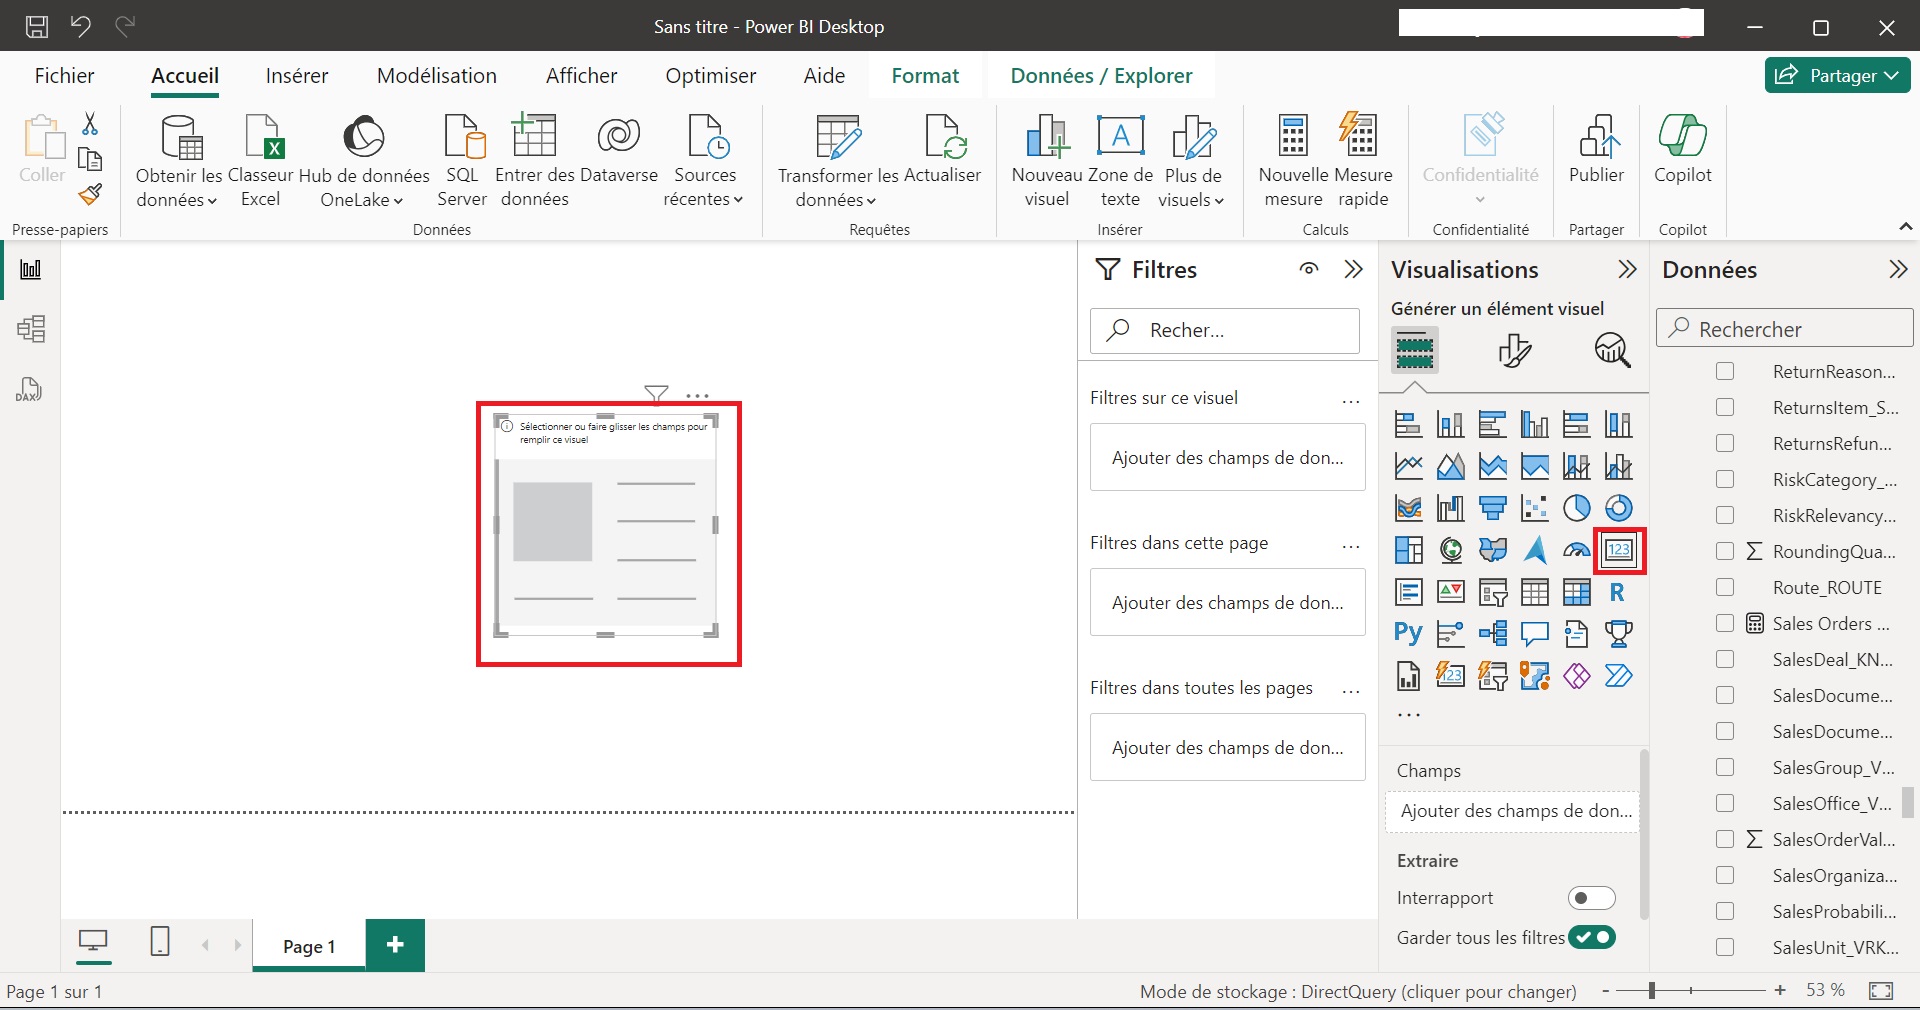 Sans titre - Power BI Desktop
Fichier
Accueil
Insérer
Modélisation
Afficher
Optimiser
Aide
Format
Données / Explorer
Partager
Coller
Obtenir les données
Classeur Excel
Hub de données OneLake
SQL Server
Entrer des données
Dataverse
Sources récentes
Transformer les données
Actualiser
Nouveau visuel
A
Zone de texte
Plus de visuels
Nouvelle mesure
Mesure rapide
Confidentialité
Publier
Copilot
Presse-papiers
Données
Requêtes
Insérer
Calculs
Confidentialité
Partager
Copilot
DAX
Sélectionner ou faire glisser les champs pour
remplir ce visuel
Filtres
Recher...
Filtres sur ce visuel
...
Ajouter des champs de don...
Filtres dans cette page
...
Ajouter des champs de don...
Filtres dans toutes les pages
...
Ajouter des champs de don...
Visualisations
Générer un élément visuel
123
R
Py
123
...
Champs
Ajouter des champs de don...
Extraire
Interrapport
Garder tous les filtres
Données
Rechercher
ReturnReason...
ReturnsItem_S...
ReturnsRefun...
RiskCategory_...
RiskRelevancy...
Σ RoundingQua...
Route_ROUTE
Sales Orders ...
SalesDeal_KN...
SalesDocume...
SalesDocume...
SalesGroup_V...
SalesOffice_V...
Σ SalesOrderVal...
SalesOrganiza...
SalesProbabili...
SalesUnit_VRK...
Page 1
+
Page 1 sur 1
Mode de stockage : DirectQuery (cliquer pour changer)
- + 53 %